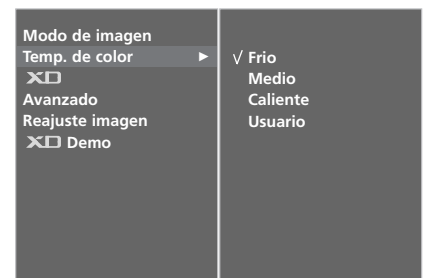 Modo de imagen
Temp. de color ►
XD
Avanzado
Reajuste imagen
XD Demo
√ Frio
Medio
Caliente
Usuario